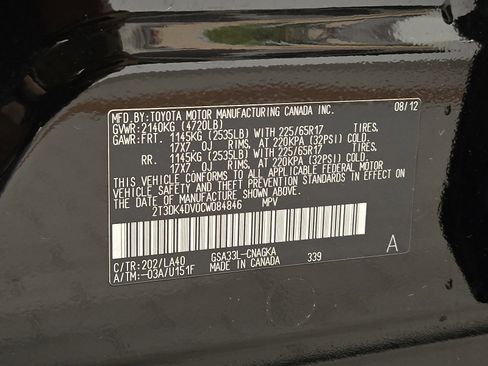 MFD.BY:TOYOTA MOTOR MANUFACTURING CANADA INC. 08/12
GVWR:2140KG (4720LB)
GAWR:FRT. 1145KG (2535LB) WITH 225/65R17 TIRES.
17X7. 0J RIMS, AT 220KPA (32PSI) COLD.
RR. 1145KG (2535LB) WITH 225/65R17 TIRES.
17X7. 0J RIMS, AT 220KPA (32PSI) COLD.
THIS VEHICLE CONFORMS TO ALL APPLICABLE FEDERAL MOTOR
VEHICLE SAFETY AND THEFT PREVENTION STANDARDS IN EFFECT
ON THE DATE OF MANUFACTURE SHOWN ABOVE.
2T3DK4DV0CW084846 MPV
A
C/TR:202/LA40 GSA33L-CNAGKA
A/TM:-03A/U151F MADE IN CANADA 339